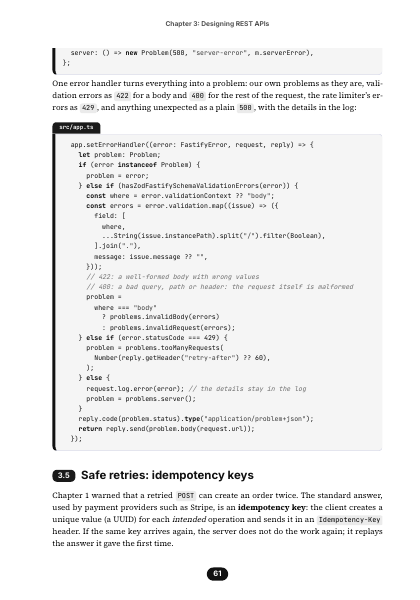 Chapter 3: Designing REST APIs
server: () => new Problem(500, "server-error", m.serverError),
};
One error handler turns everything into a problem: our own problems as they are, vali-
dation errors as 422 for a body and 400 for the rest of the request, the rate limiter's er-
rors as 429, and anything unexpected as a plain 500, with the details in the log:
src/app.ts
app.setErrorHandler((error: FastifyError, request, reply) => {
let problem: Problem;
if (error instanceof Problem) {
problem = error;
} else if (hasZodFastifySchemaValidationErrors(error)) {
const where = error.validationContext ?? "body";
const errors = error.validation.map((issue) => ({
field: [
where,
...String(issue.instancePath).split("/").filter(Boolean),
].join("."),
message: issue.message ?? "",
}));
// 422: a well-formed body with wrong values
// 400: a bad query, path or header: the request itself is malformed
problem =
where === "body"
? problems.invalidBody(errors)
: problems.invalidRequest(errors);
} else if (error.statusCode === 429) {
problem = problems.tooManyRequests(
Number(reply.getHeader("retry-after") ?? 60),
);
} else {
request.log.error(error); // the details stay in the log
problem = problems.server();
}
reply.code(problem.status).type("application/problem+json");
return reply.send(problem.body(request.url));
});
3.5 Safe retries: idempotency keys
Chapter 1 warned that a retried POST can create an order twice. The standard answer,
used by payment providers such as Stripe, is an idempotency key: the client creates a
unique value (a UUID) for each intended operation and sends it in an Idempotency-Key
header. If the same key arrives again, the server does not do the work again; it replays
the answer it gave the first time.
61